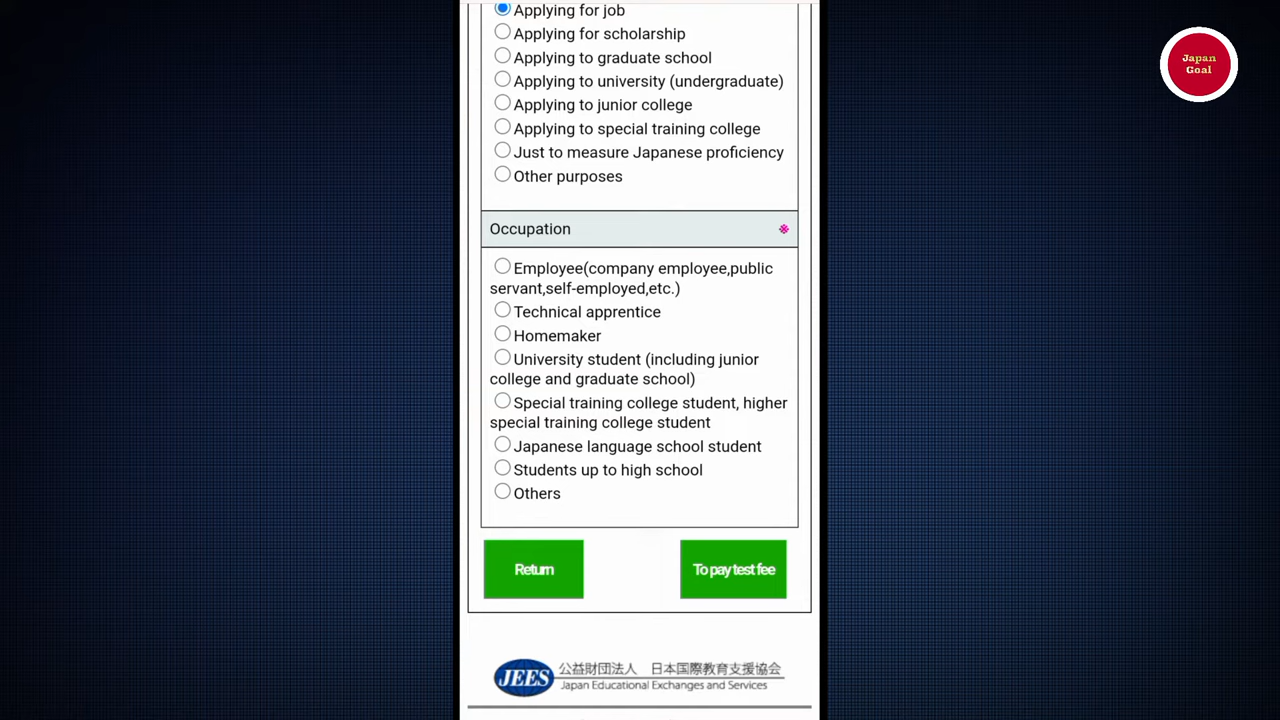 Applying for job
Applying for scholarship
Applying to graduate school
Applying to university (undergraduate)
Applying to junior college
Applying to special training college
Just to measure Japanese proficiency
Other purposes
Occupation ※
Employee(company employee,public
servant,self-employed,etc.)
Technical apprentice
Homemaker
University student (including junior
college and graduate school)
Special training college student, higher
special training college student
Japanese language school student
Students up to high school
Others
Return
To pay test fee
JEES
公益財団法人 日本国際教育支援協会
Japan Educational Exchanges and Services
Japan
Goal